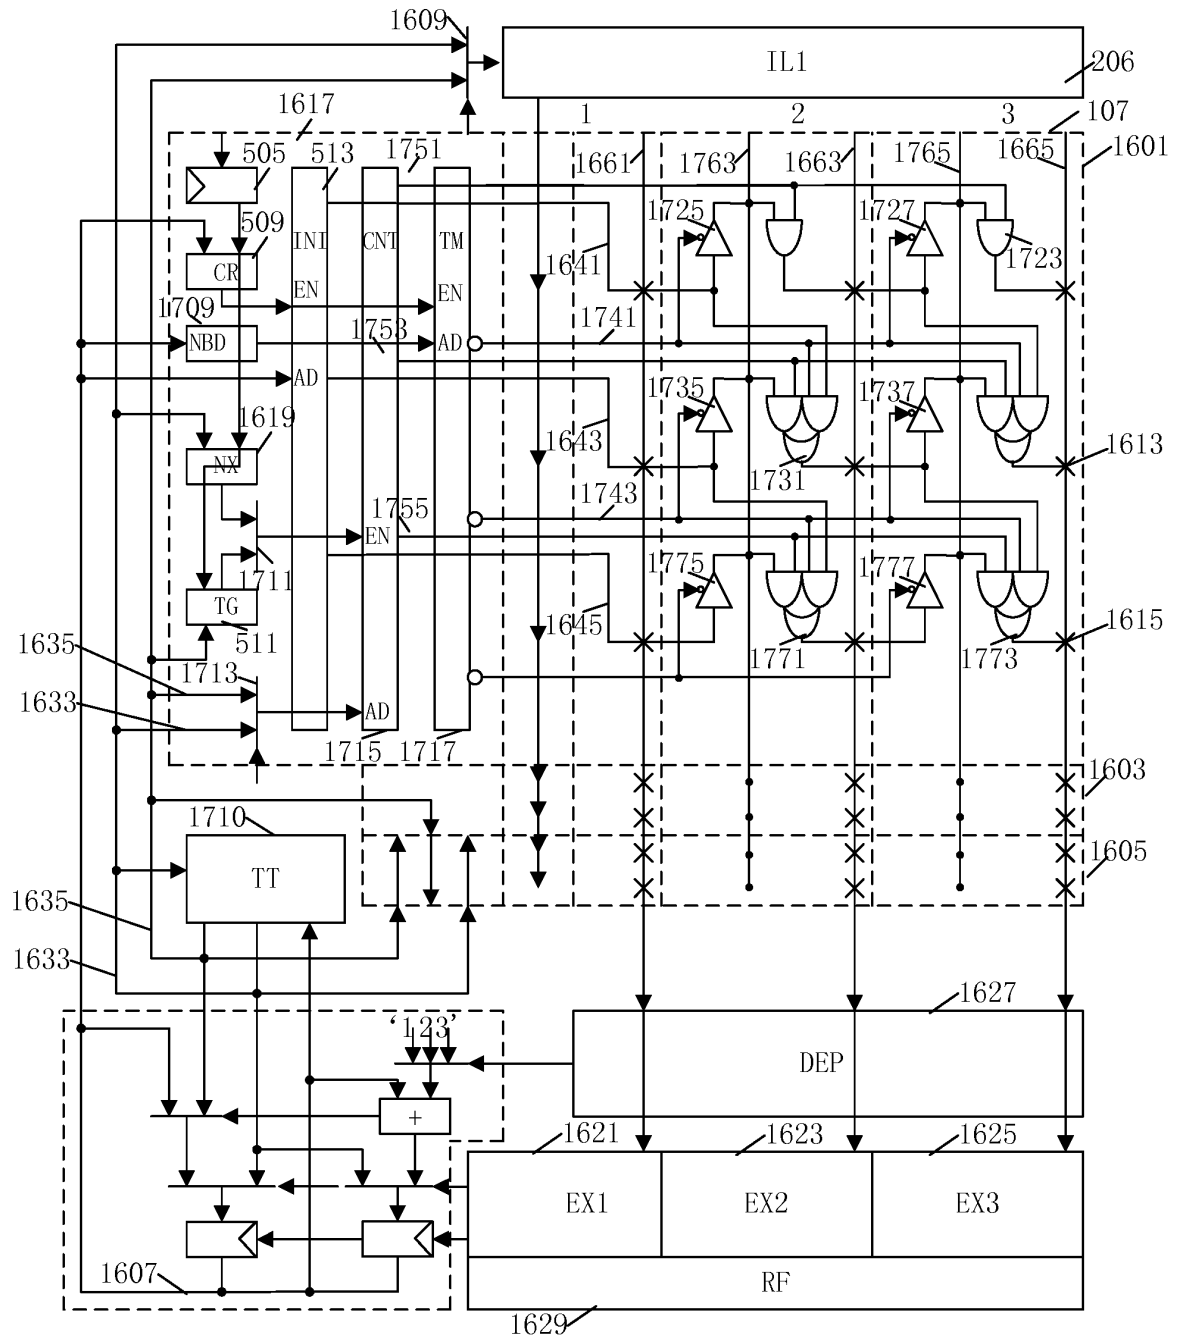 1609
IL1
206
1617
1
2
3
107
505
513
1751
1661
1763
1663
1765
1665
1601
509
INI
CNT
TM
1725
1727
CR
1641
1723
EN
EN
1709
NBD
1753
AD
1741
AD
1735
1737
1619
1643
1613
NX
1731
1743
1755
EN
1711
1775
1777
TG
1645
511
1771
1773
1615
1635
1713
1633
AD
1715
1717
1603
1710
TT
1605
1635
1633
1627
'123'
DEP
+
1621
1623
1625
EX1
EX2
EX3
1607
RF
1629